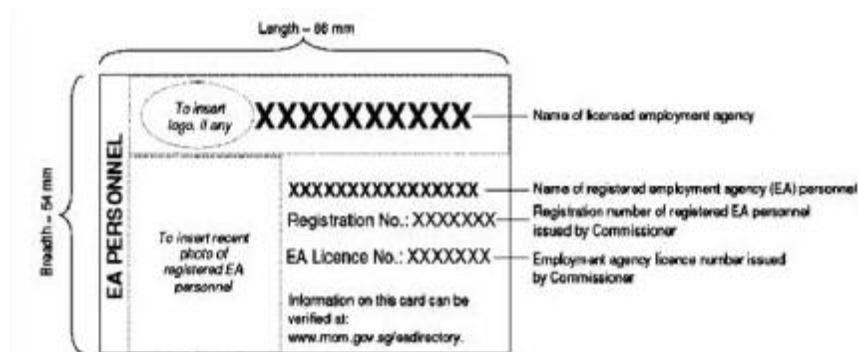 Length – 86 mm
Breadth – 54 mm
EA PERSONNEL
To insert
logo, if any
XXXXXXXXXX
Name of licensed employment agency
To insert recent
photo of
registered EA
personnel
XXXXXXXXXXXXXXXX
Name of registered employment agency (EA) personnel
Registration No.: XXXXXXX
Registration number of registered EA personnel
issued by Commissioner
EA Licence No.: XXXXXXX
Employment agency licence number issued
by Commissioner
Information on this card can be
verified at:
www.mom.gov.sg/eadirectory.